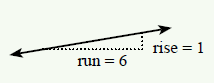 rise = 1
run = 6